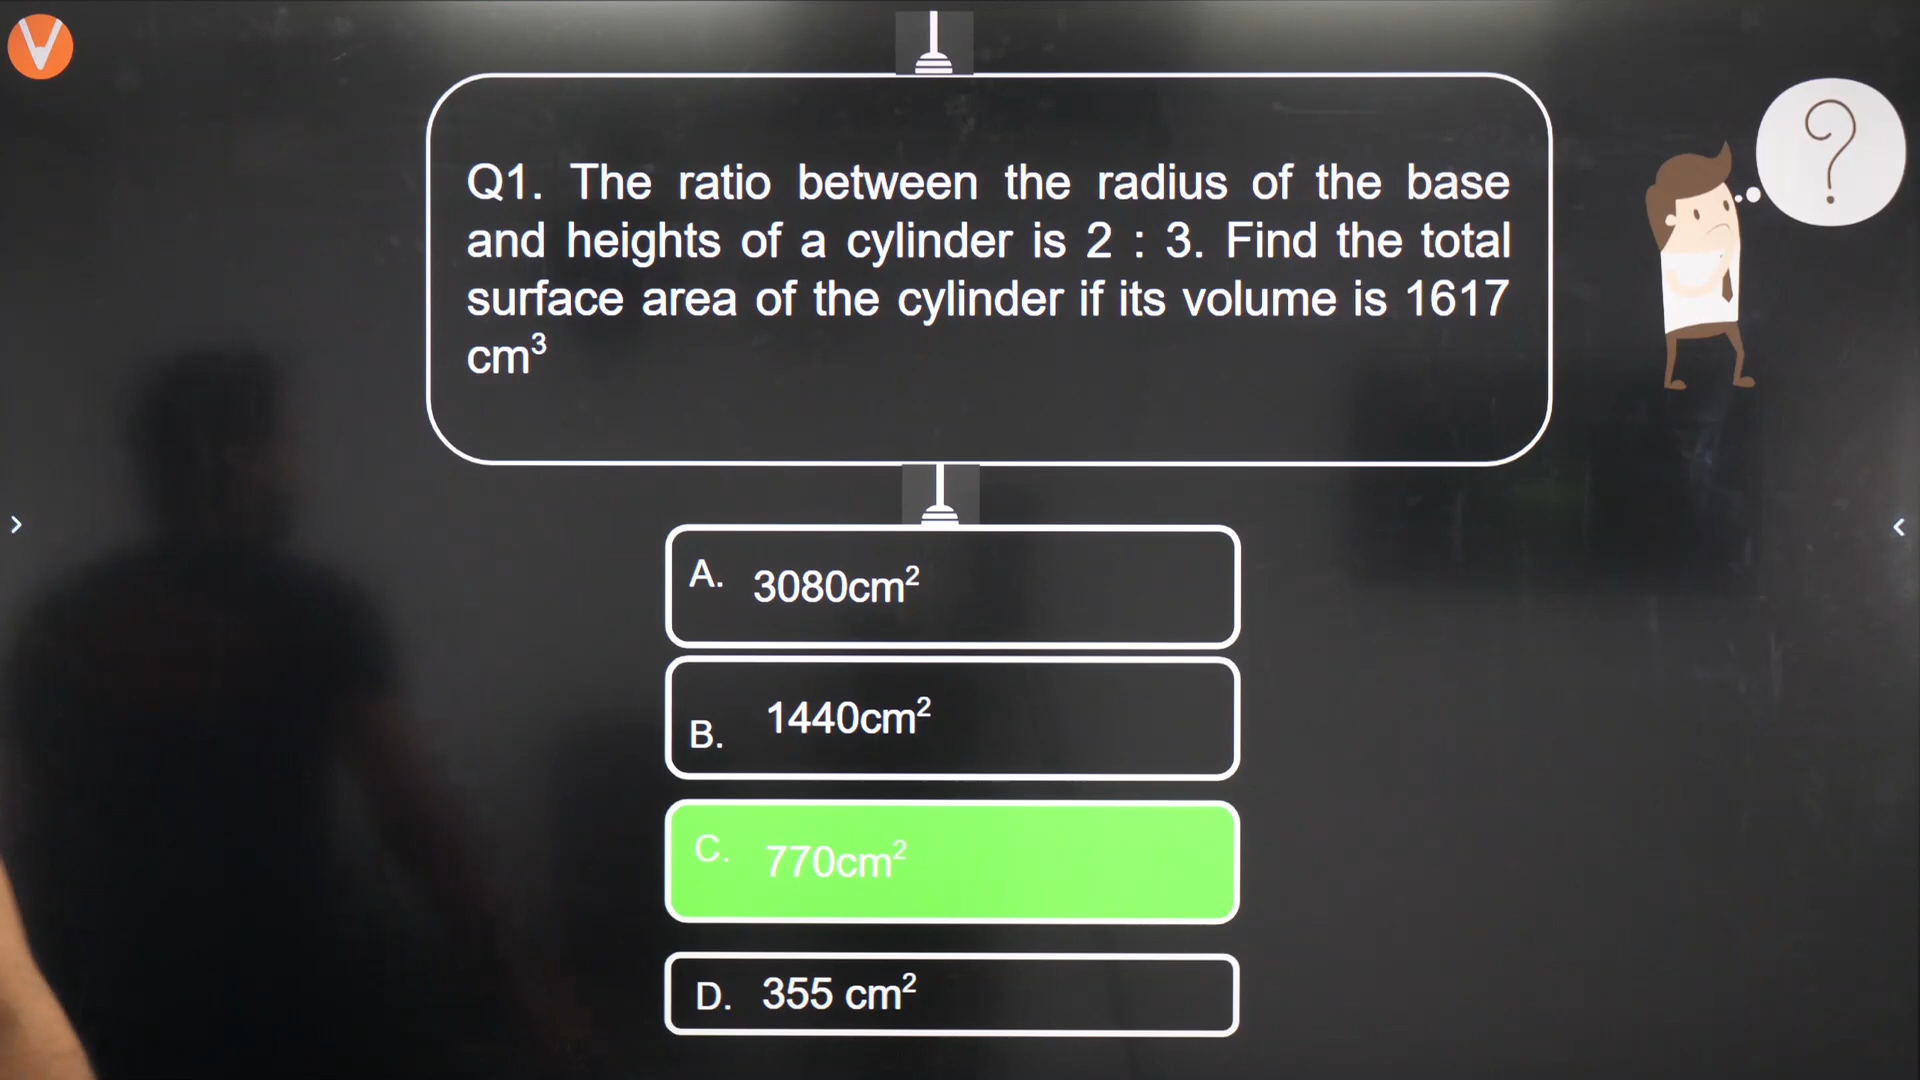 Q1. The ratio between the radius of the base
and heights of a cylinder is 2 : 3. Find the total
surface area of the cylinder if its volume is 1617
cm³
A. 3080cm²
B. 1440cm²
C. 770cm²
D. 355 cm²